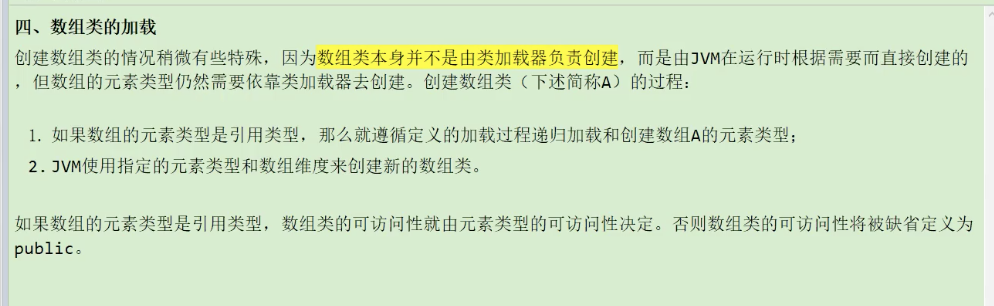 四、数组类的加载
创建数组类的情况稍微有些特殊，因为数组类本身并不是由类加载器负责创建，而是由JVM在运行时根据需要而直接创建的
，但数组的元素类型仍然需要依靠类加载器去创建。创建数组类（下述简称A）的过程：
1. 如果数组的元素类型是引用类型，那么就遵循定义的加载过程递归加载和创建数组A的元素类型；
2. JVM使用指定的元素类型和数组维度来创建新的数组类。
如果数组的元素类型是引用类型，数组类的可访问性就由元素类型的可访问性决定。否则数组类的可访问性将被缺省定义为
public。